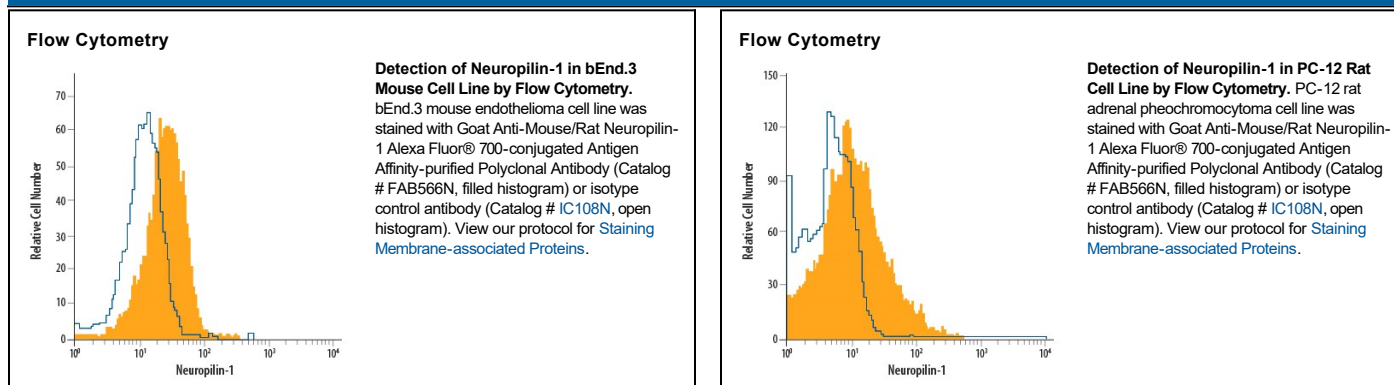 Flow Cytometry
70
60
50
40
30
20
10
0
Relative Cell Number
10⁰ 10¹ 10² 10³ 10⁴
Neuropilin-1
Detection of Neuropilin-1 in bEnd.3
Mouse Cell Line by Flow Cytometry.
bEnd.3 mouse endothelioma cell line was
stained with Goat Anti-Mouse/Rat Neuropilin-
1 Alexa Fluor® 700-conjugated Antigen
Affinity-purified Polyclonal Antibody (Catalog
# FAB566N, filled histogram) or isotype
control antibody (Catalog # IC108N, open
histogram). View our protocol for Staining
Membrane-associated Proteins.
Flow Cytometry
150
120
90
60
30
0
Relative Cell Number
10⁰ 10¹ 10² 10³ 10⁴
Neuropilin-1
Detection of Neuropilin-1 in PC-12 Rat
Cell Line by Flow Cytometry. PC-12 rat
adrenal pheochromocytoma cell line was
stained with Goat Anti-Mouse/Rat Neuropilin-
1 Alexa Fluor® 700-conjugated Antigen
Affinity-purified Polyclonal Antibody (Catalog
# FAB566N, filled histogram) or isotype
control antibody (Catalog # IC108N, open
histogram). View our protocol for Staining
Membrane-associated Proteins.